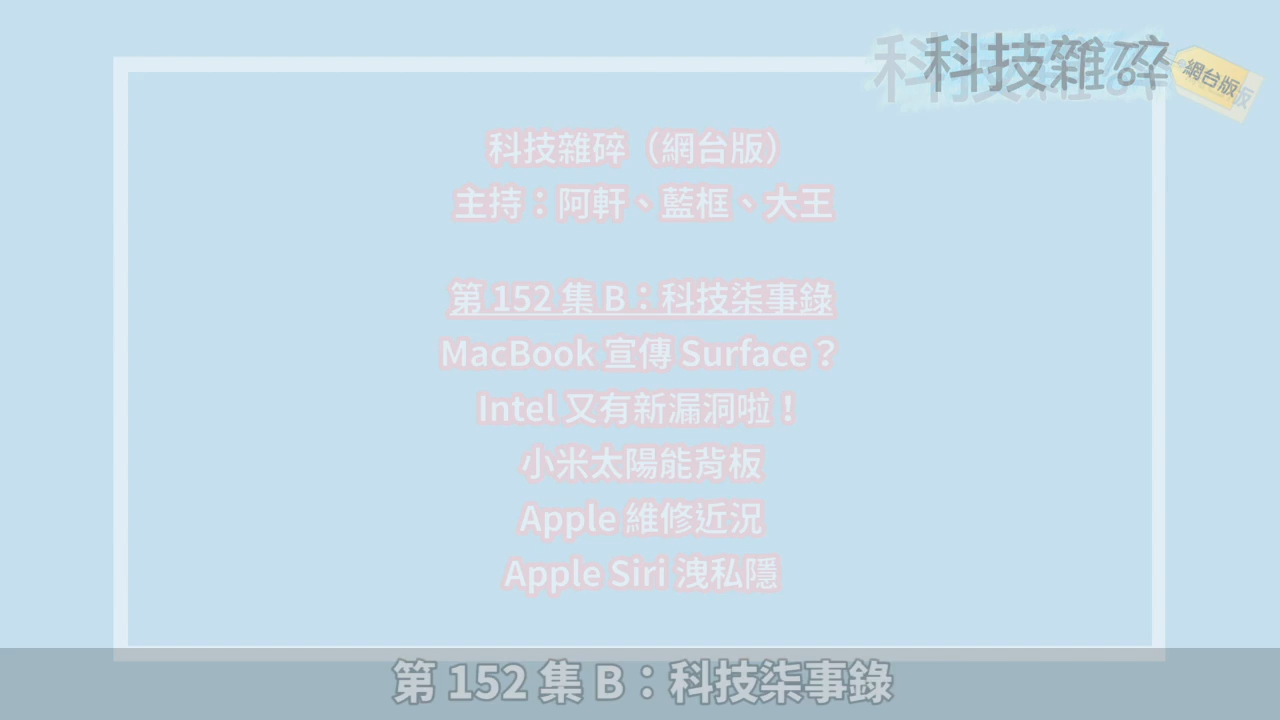 科技雜碎
網台版
科技雜碎（網台版）
主持：阿軒、藍框、大王
第 152 集 B：科技柒事錄
MacBook 宣傳 Surface？
Intel 又有新漏洞啦！
小米太陽能背板
Apple 維修近況
Apple Siri 洩私隱
第 152 集 B：科技柒事錄